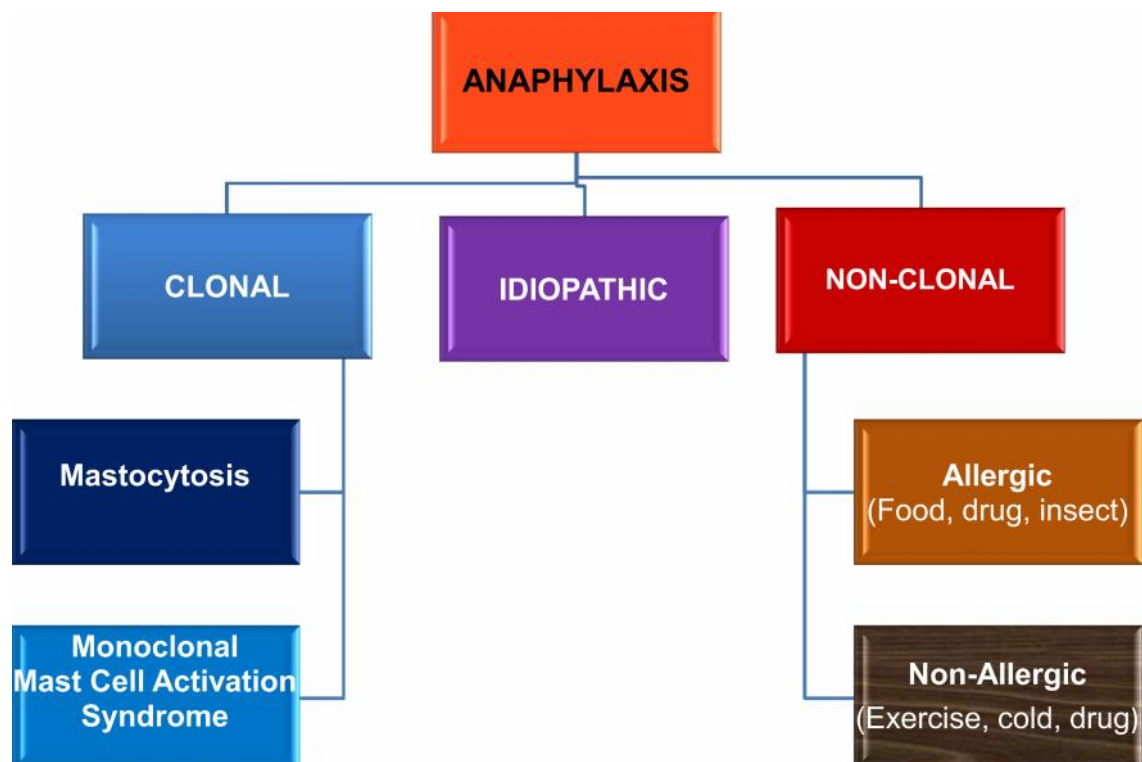 ANAPHYLAXIS
CLONAL
IDIOPATHIC
NON-CLONAL
Mastocytosis
Allergic
(Food, drug, insect)
Monoclonal
Mast Cell Activation
Syndrome
Non-Allergic
(Exercise, cold, drug)